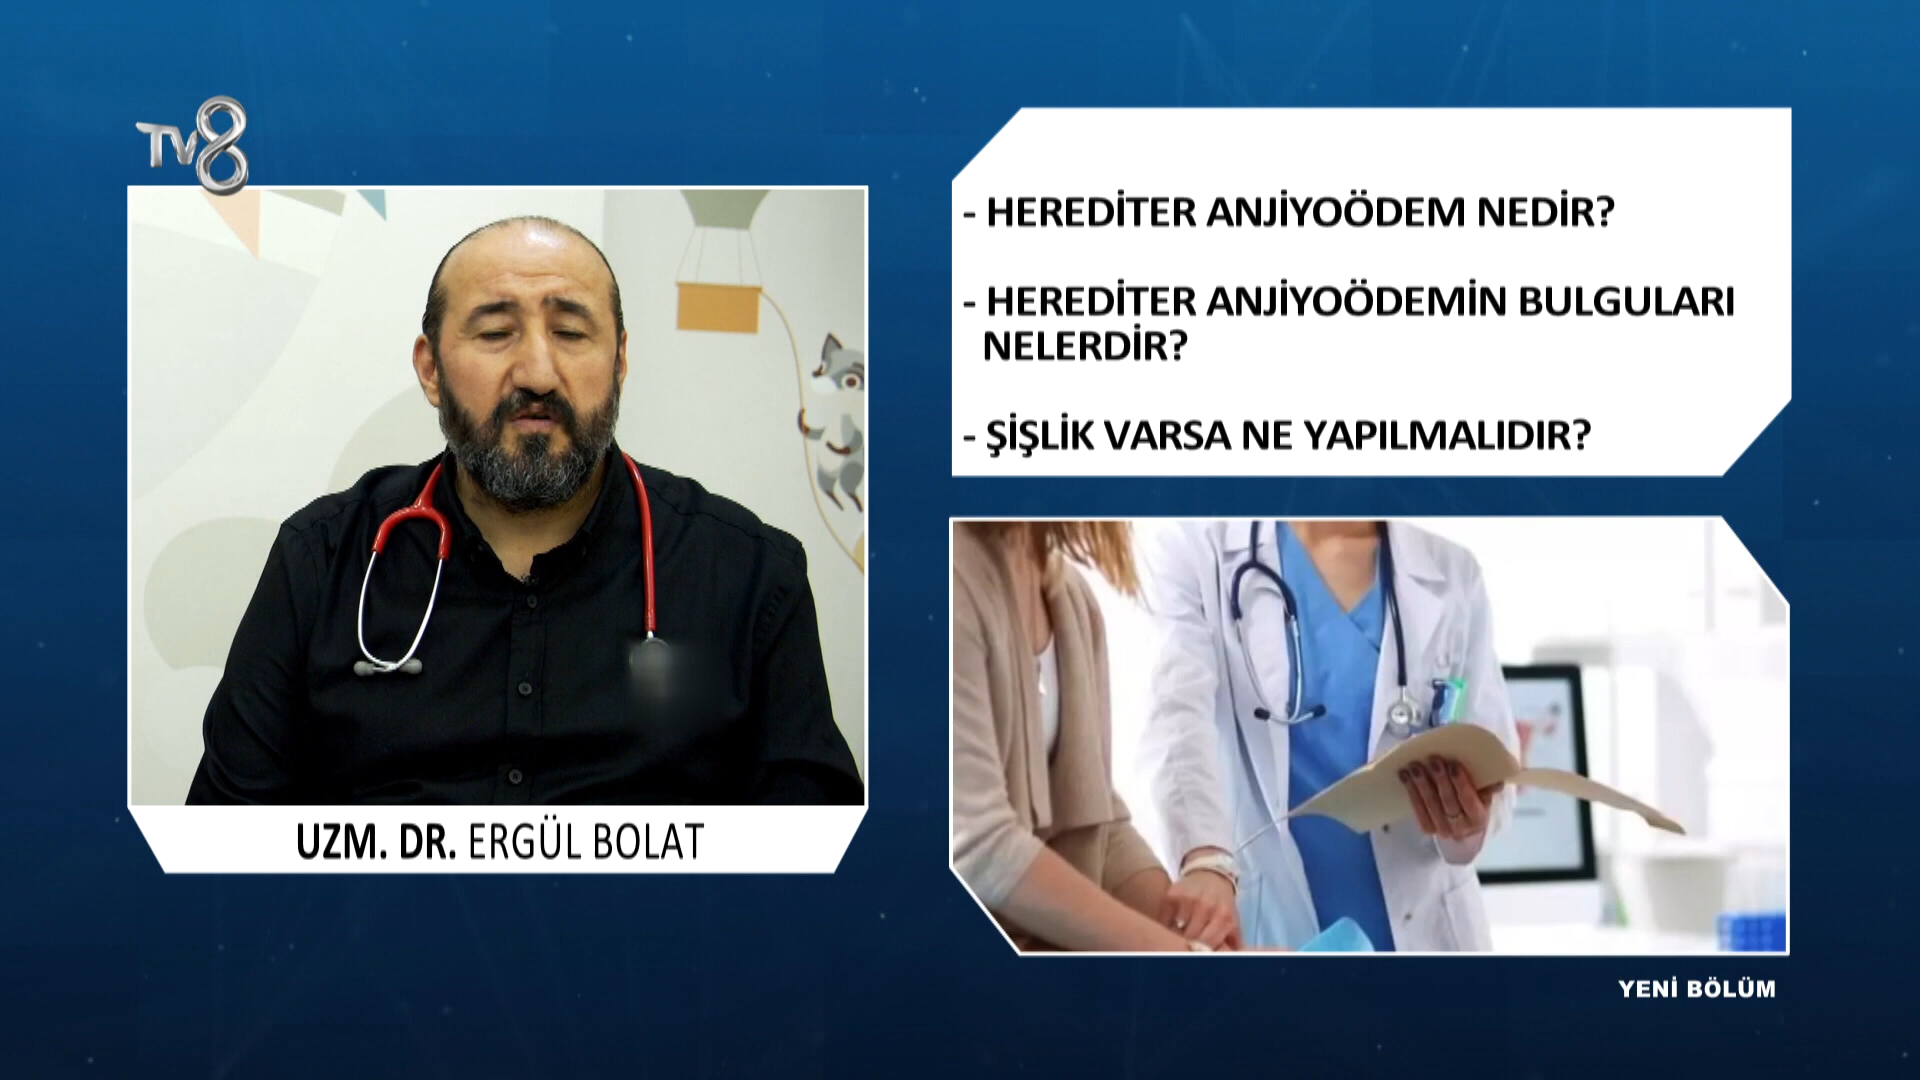 TV8
- HEREDİTER ANJİYOÖDEM NEDİR?
- HEREDİTER ANJİYOÖDEMİN BULGULARI
NELERDİR?
- ŞİŞLİK VARSA NE YAPILMALIDIR?
UZM. DR. ERGÜL BOLAT
YENİ BÖLÜM